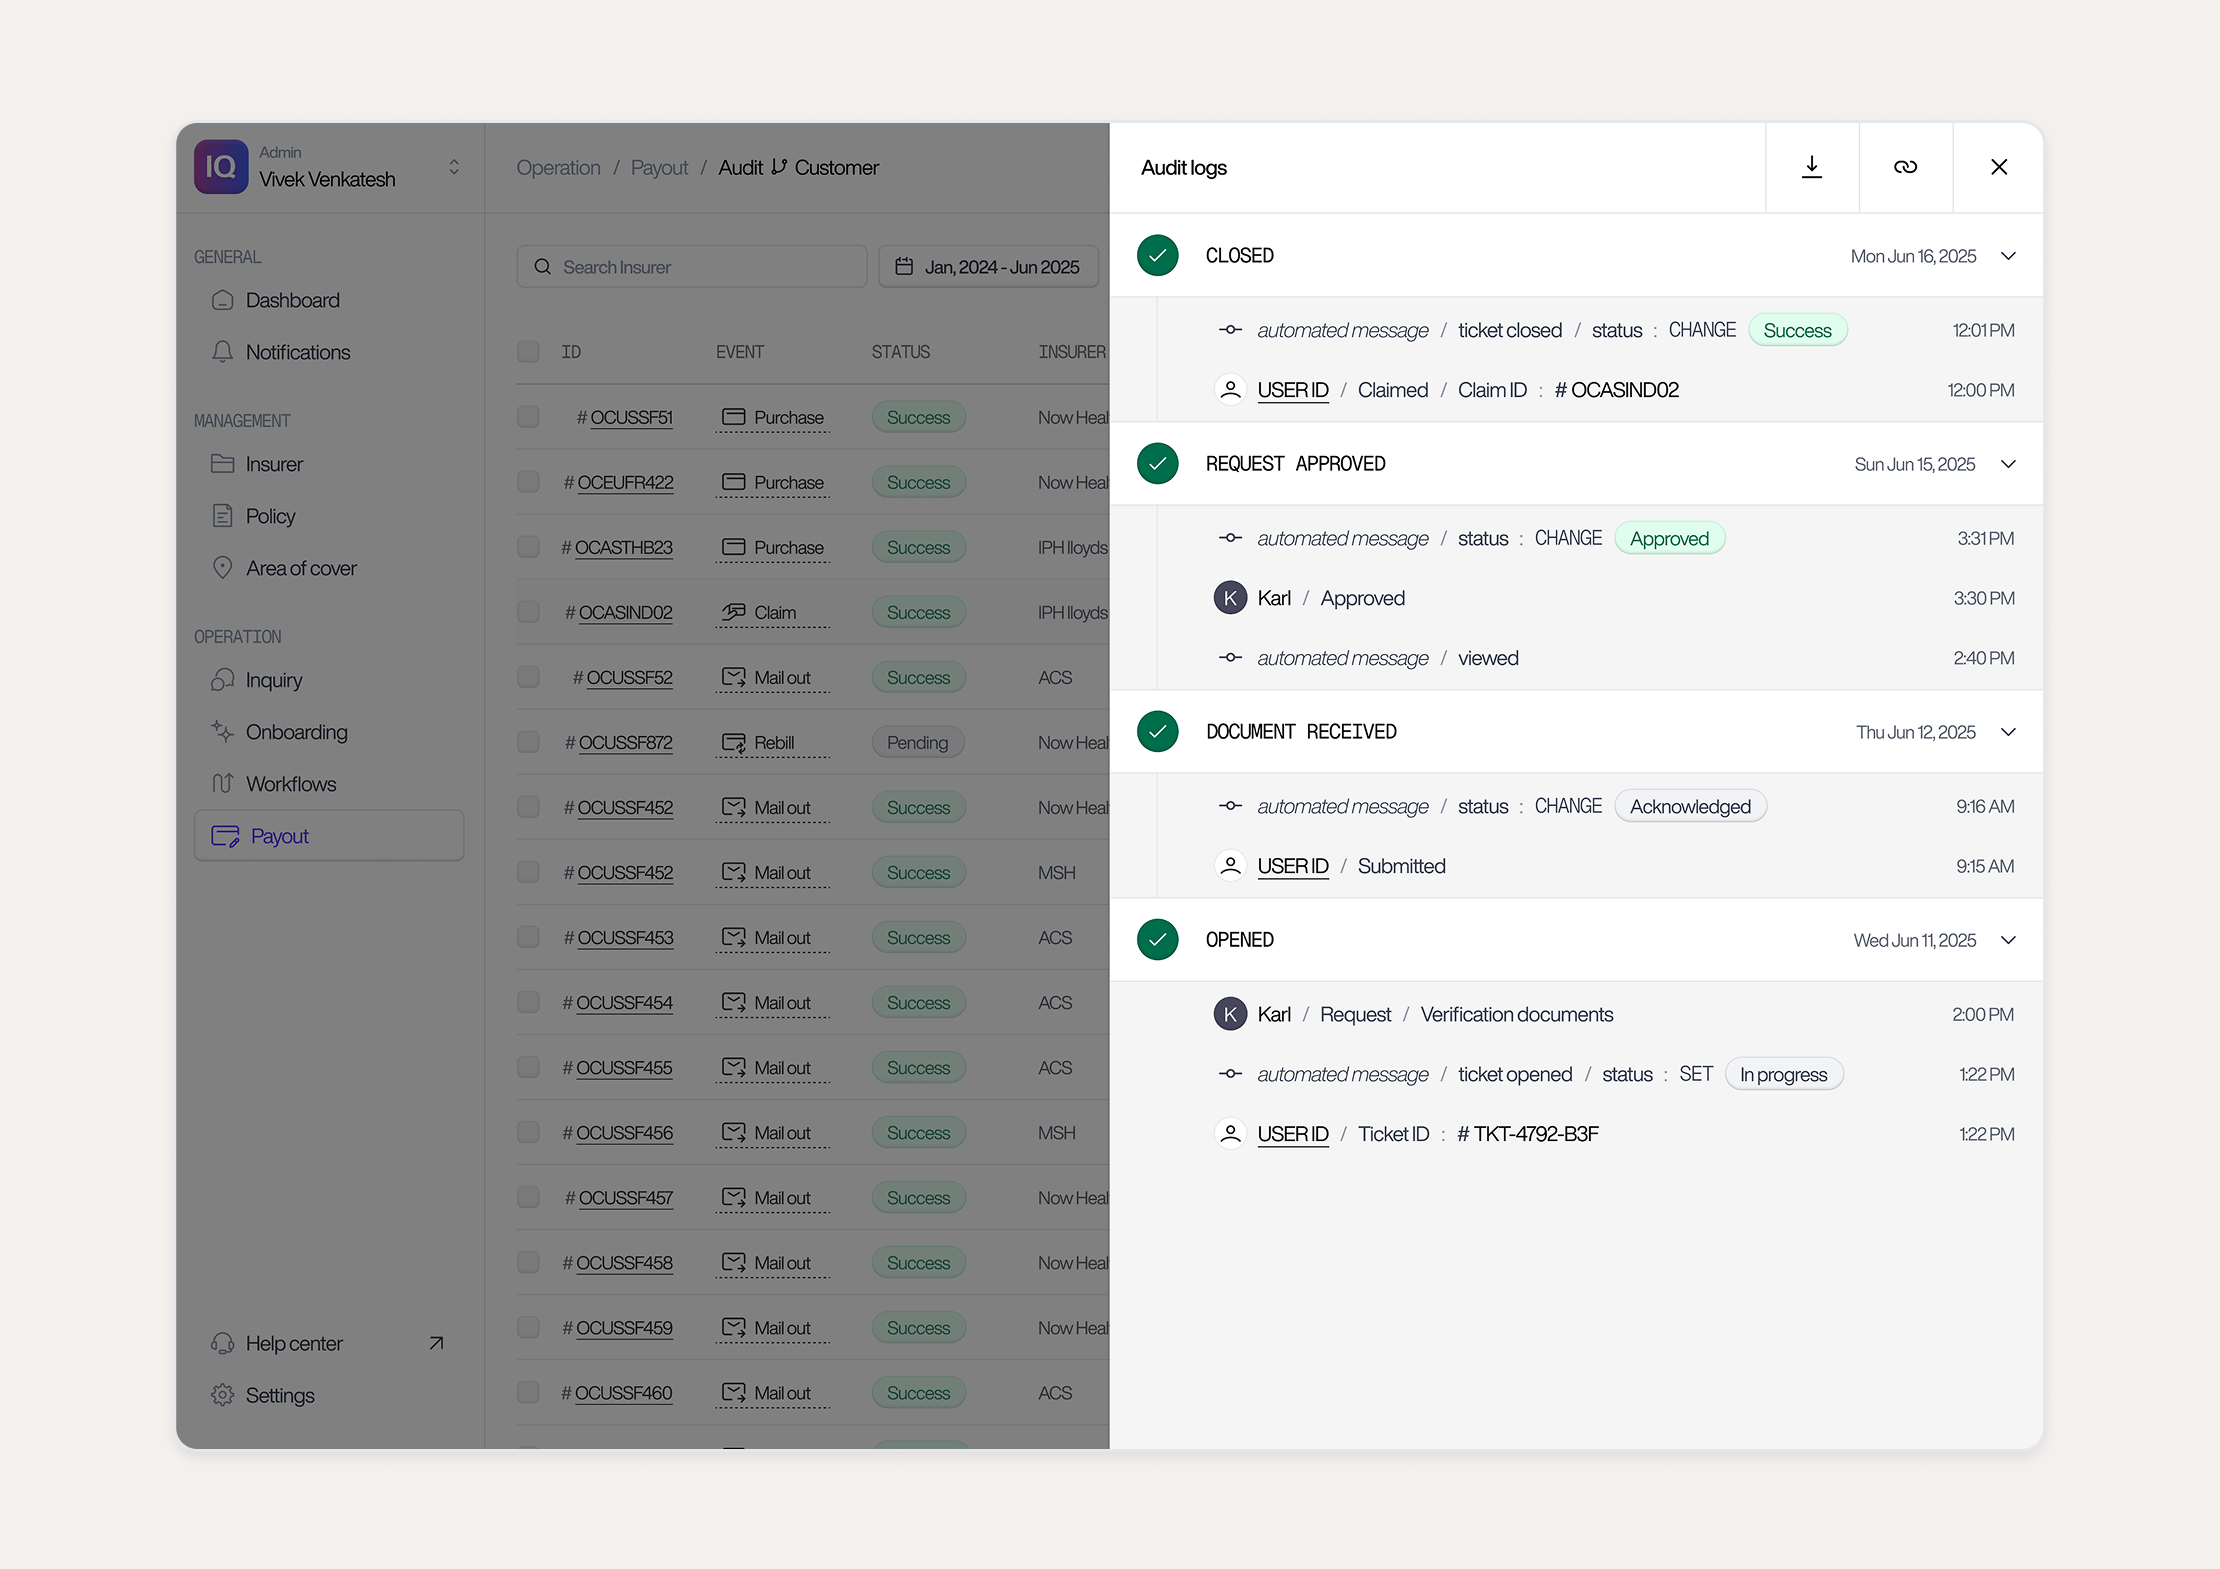 IQ
Admin
Vivek Venkatesh
GENERAL
Dashboard
Notifications
MANAGEMENT
Insurer
Policy
Area of cover
OPERATION
Inquiry
Onboarding
Workflows
Payout
Help center
Settings
Operation / Payout / Audit Customer
Search Insurer
Jan, 2024 - Jun 2025
ID EVENT STATUS INSURER
# OCUSSF51 Purchase Success Now Heal
# OCEUFR422 Purchase Success Now Heal
# OCASTHB23 Purchase Success IPH lloyds
# OCASIND02 Claim Success IPH lloyds
# OCUSSF52 Mail out Success ACS
# OCUSSF872 Rebill Pending Now Heal
# OCUSSF452 Mail out Success Now Heal
# OCUSSF452 Mail out Success MSH
# OCUSSF453 Mail out Success ACS
# OCUSSF454 Mail out Success ACS
# OCUSSF455 Mail out Success ACS
# OCUSSF456 Mail out Success MSH
# OCUSSF457 Mail out Success Now Heal
# OCUSSF458 Mail out Success Now Heal
# OCUSSF459 Mail out Success Now Heal
# OCUSSF460 Mail out Success ACS
Audit logs
CLOSED Mon Jun 16, 2025
automated message / ticket closed / status : CHANGE Success 12:01 PM
USER ID / Claimed / Claim ID : # OCASIND02 12:00 PM
REQUEST APPROVED Sun Jun 15, 2025
automated message / status : CHANGE Approved 3:31 PM
K Karl / Approved 3:30 PM
automated message / viewed 2:40 PM
DOCUMENT RECEIVED Thu Jun 12, 2025
automated message / status : CHANGE Acknowledged 9:16 AM
USER ID / Submitted 9:15 AM
OPENED Wed Jun 11, 2025
K Karl / Request / Verification documents 2:00 PM
automated message / ticket opened / status : SET In progress 1:22 PM
USER ID / Ticket ID : # TKT-4792-B3F 1:22 PM